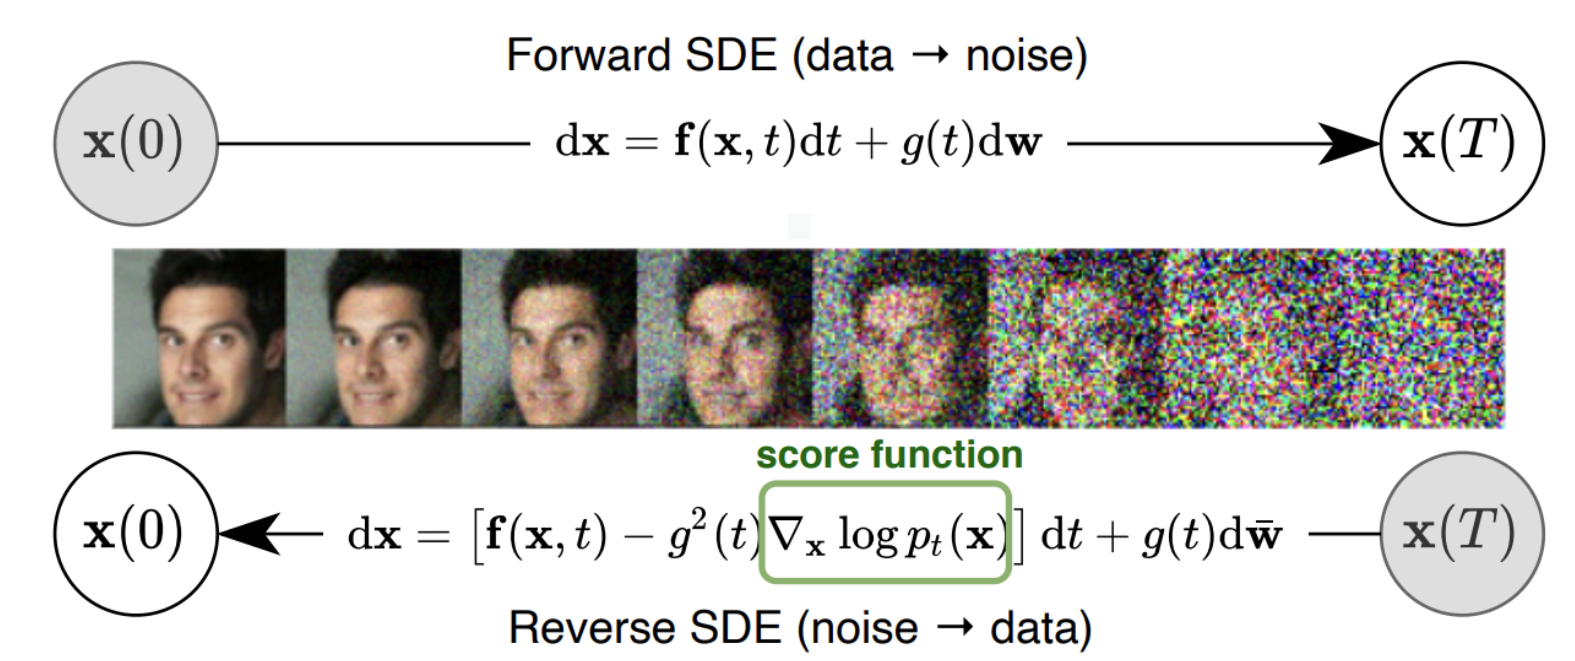 Forward SDE (data → noise)
x(0) dx = f(x, t)dt + g(t)dw x(T)
score function
x(0) dx = [f(x, t) − g²(t)∇ₓ log pₜ(x)] dt + g(t)dw̄ x(T)
Reverse SDE (noise → data)